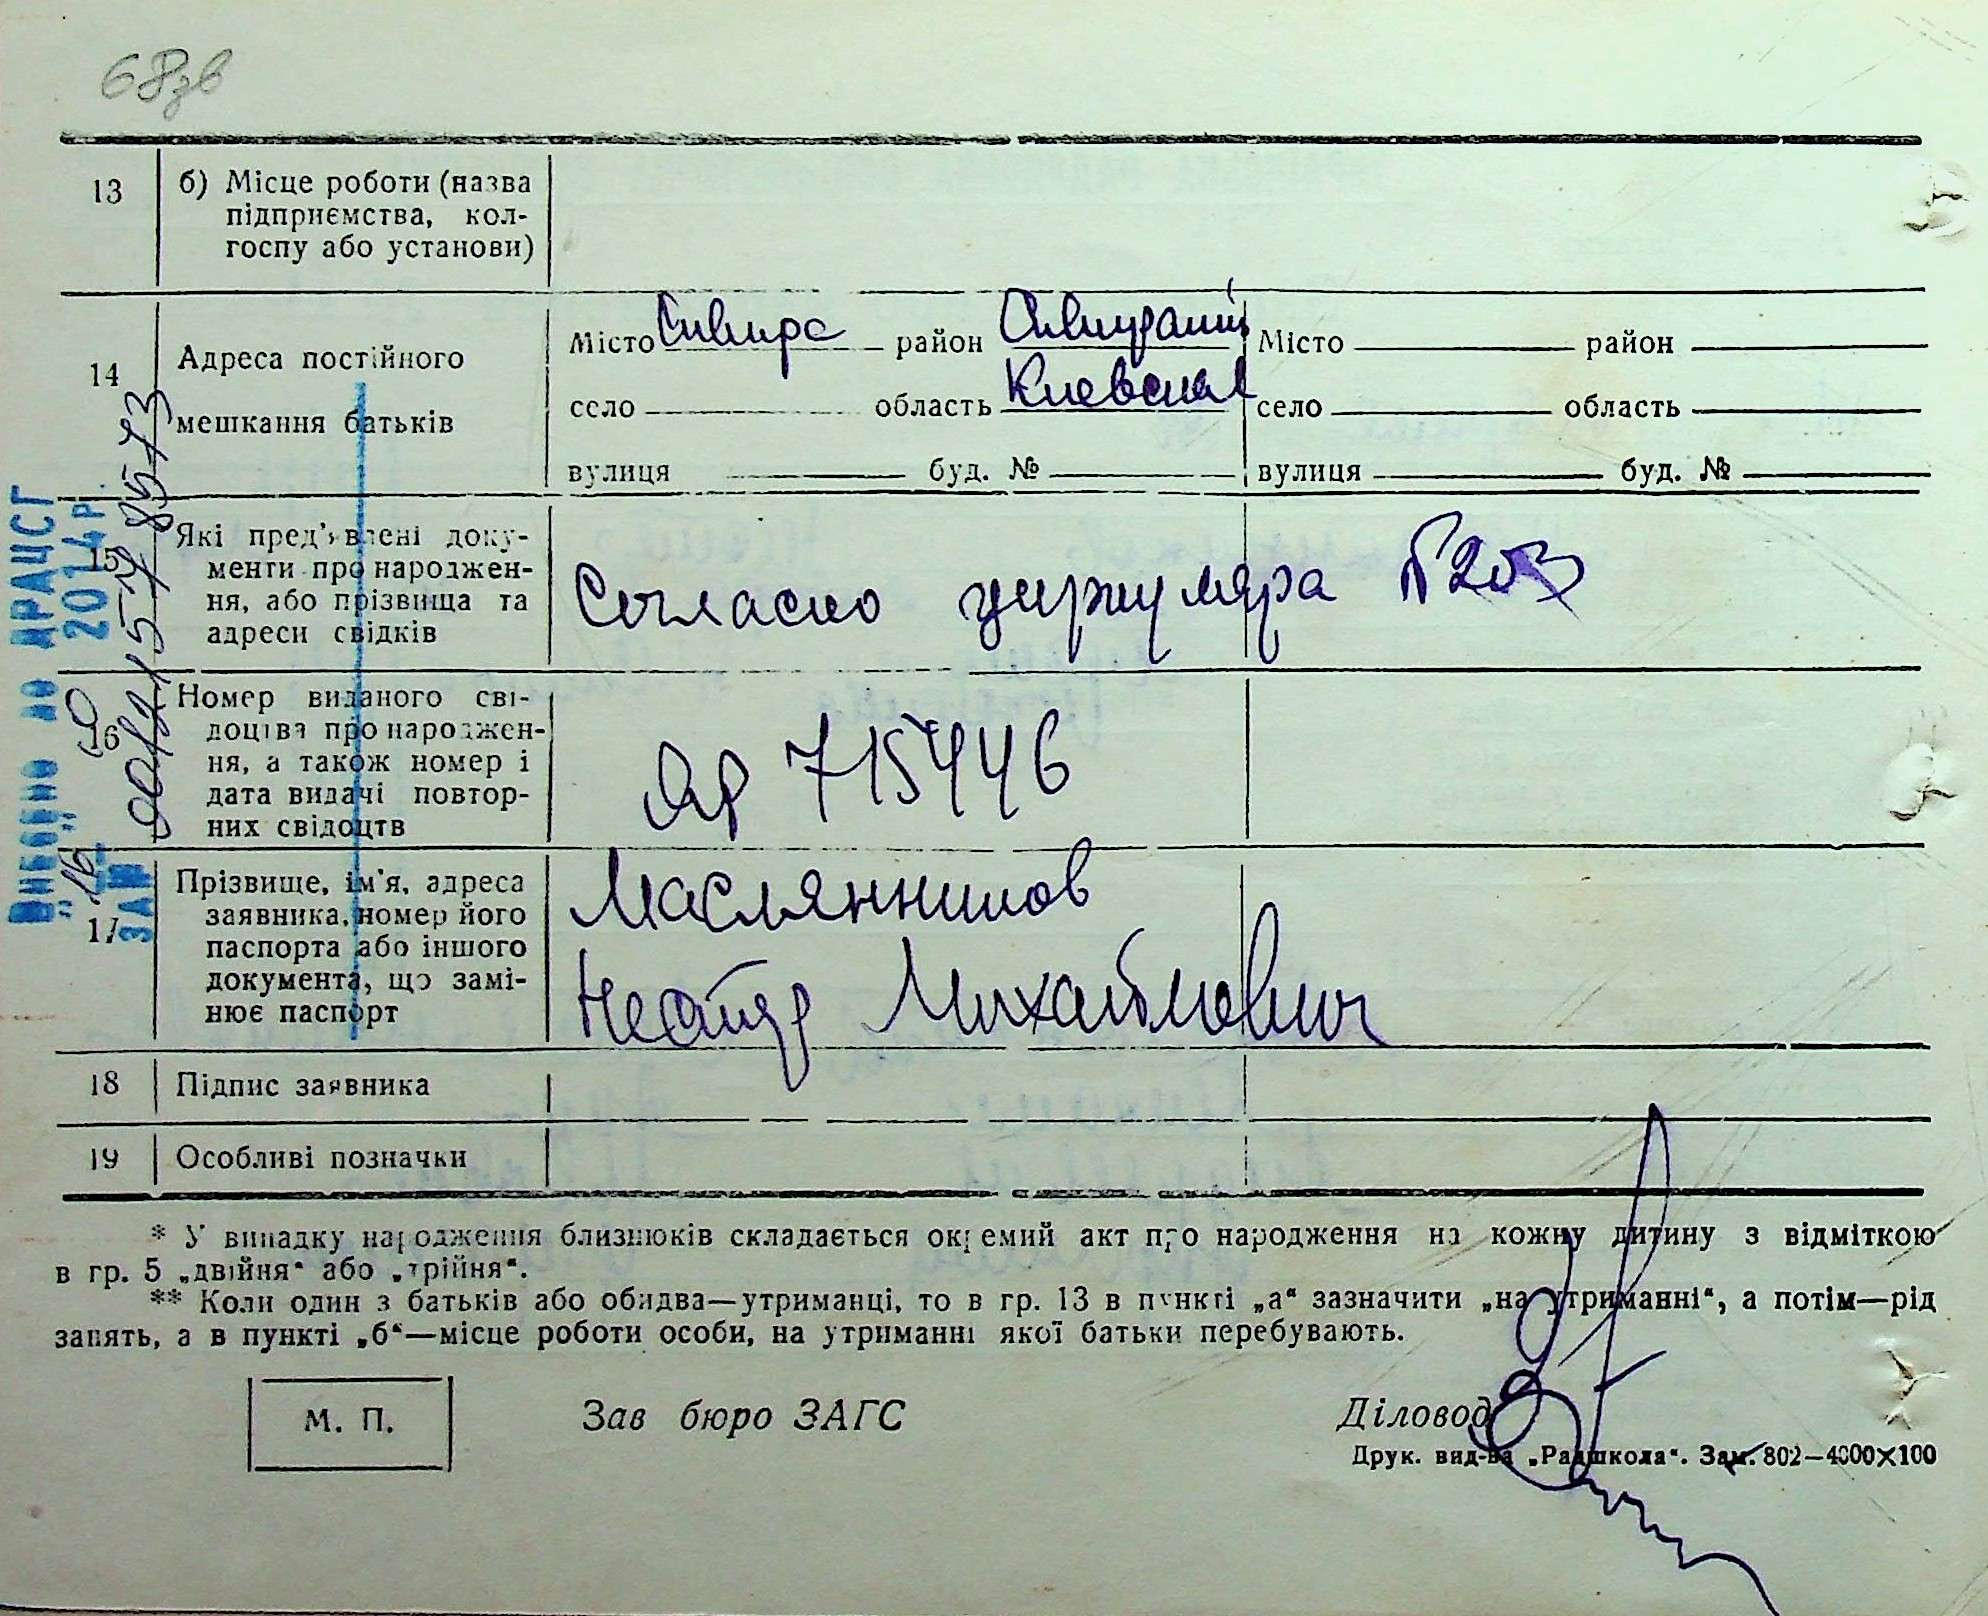 68зв
13 б) Місце роботи (назва
підприємства, кол-
госпу або установи)
14 Адреса постійного
мешкання батьків
Місто Сквира район Сквирский
село область Киевская
вулиця буд. №
Місто район
село область
вулиця буд. №
15 Які пред'явлені доку-
менти про народжен-
ня, або прізвища та
адреси свідків
Согласно циркуляра №203
16 Номер виданого сві-
доцтва про народжен-
ня, а також номер і
дата видачі повтор-
них свідоцтв
ЯР 715446
17 Прізвище, ім'я, адреса
заявника, номер його
паспорта або іншого
документа, що замі-
нює паспорт
Маслянников
Михайлович
18 Підпис заявника
19 Особливі позначки
* У випадку народження близнюків складається окремий акт про народження на кожну дитину з відміткою
в гр. 5 „двійня“ або „трійня“.
** Коли один з батьків або обидва—утриманці, то в гр. 13 в пункті „а“ зазначити „на утриманні“, а потім—рід
занять, а в пункті „б“—місце роботи особи, на утриманні якої батьки перебувають.
М. П. Зав бюро ЗАГС Діловод
Друк. вид-ва „Радшкола“. Зам. 802—4000×100
Внесено до ДРАЦСГ
„16“ 2014 р.
ЗА №